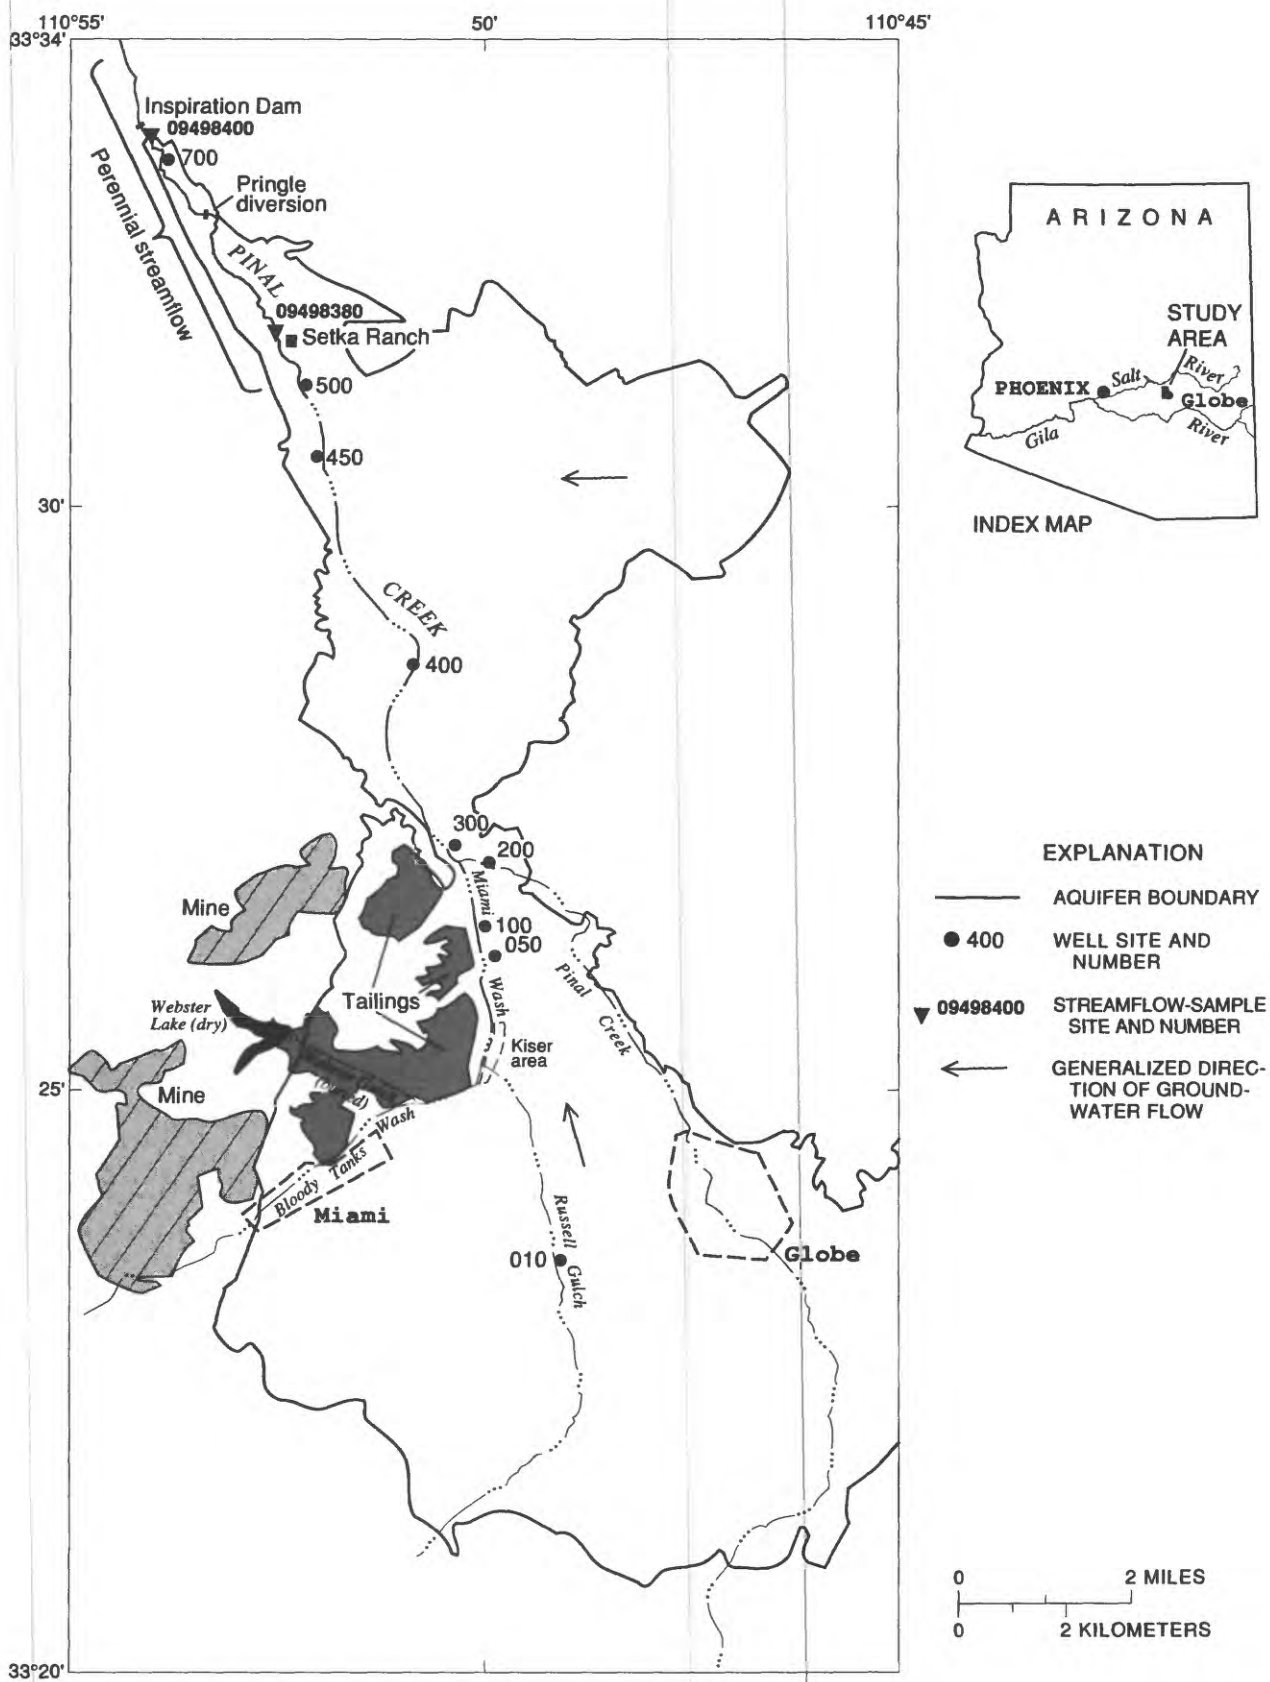 110°55'
50'
110°45'
33°34'
Inspiration Dam
09498400
700
Pringle
diversion
Perennial streamflow
PINAL
09498380
Setka Ranch
500
450
30'
CREEK
400
300
200
Miami
100
050
Wash
Mine
Tailings
Webster
Lake (dry)
Kiser
area
Pinal
Creek
25'
Mine
Wash
Tanks
Bloody
Miami
Russell
Gulch
010
Globe
33°20'
ARIZONA
STUDY
AREA
PHOENIX
Salt
River
Globe
Gila
River
INDEX MAP
EXPLANATION
AQUIFER BOUNDARY
400
WELL SITE AND
NUMBER
09498400
STREAMFLOW-SAMPLE
SITE AND NUMBER
GENERALIZED DIREC-
TION OF GROUND-
WATER FLOW
0 2 MILES
0 2 KILOMETERS